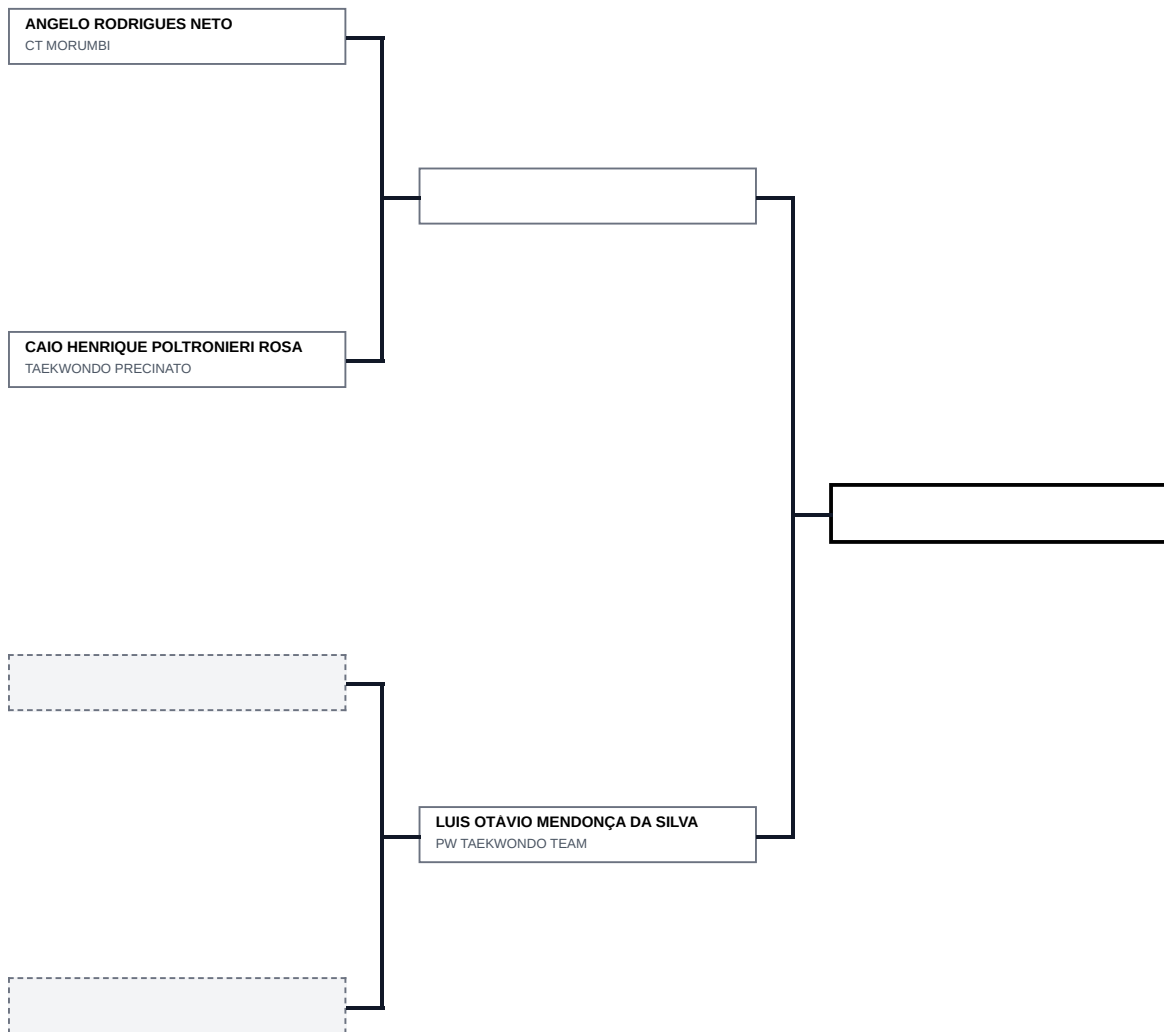 ANGELO RODRIGUES NETO
CT MORUMBI
CAIO HENRIQUE POLTRONIERI ROSA
TAEKWONDO PRECINATO
LUIS OTÁVIO MENDONÇA DA SILVA
PW TAEKWONDO TEAM